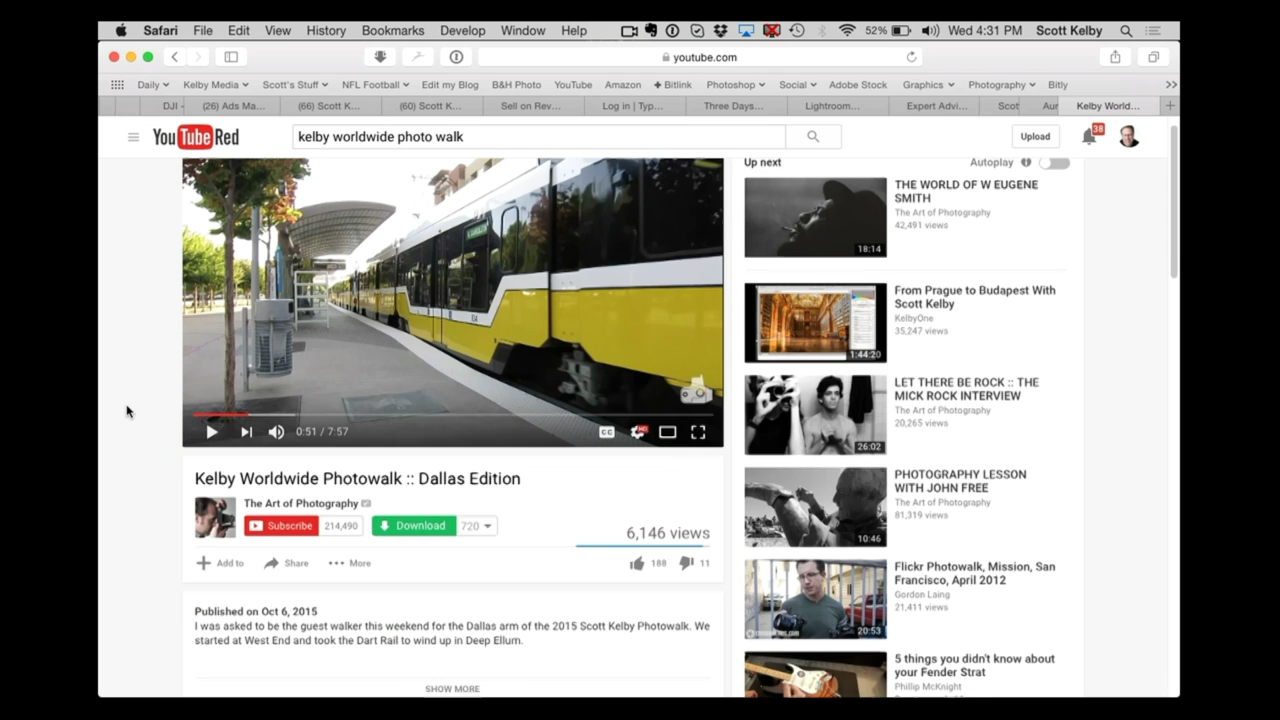 Safari File Edit View History Bookmarks Develop Window Help 52% Wed 4:31 PM Scott Kelby
youtube.com
Daily Kelby Media Scott's Stuff NFL Football Edit my Blog B&H Photo YouTube Amazon + Bitlink Photoshop Social Adobe Stock Graphics Photography Bitly >>
DJI (26) Ads Ma... (66) Scott K... (60) Scott K... Sell on Rev... Log in | Typ... Three Days... Lightroom... Expert Advi... Scot Aur Kelby World... +
YouTube Red kelby worldwide photo walk Upload 38
Up next Autoplay
THE WORLD OF W EUGENE
SMITH
The Art of Photography
42,491 views
18:14
From Prague to Budapest With
Scott Kelby
KelbyOne
35,247 views
1:44:20
LET THERE BE ROCK :: THE
MICK ROCK INTERVIEW
The Art of Photography
20,265 views
26:02
PHOTOGRAPHY LESSON
WITH JOHN FREE
The Art of Photography
81,319 views
10:46
Flickr Photowalk, Mission, San
Francisco, April 2012
Gordon Laing
21,411 views
20:53
5 things you didn't know about
your Fender Strat
Phillip McKnight
0:51 / 7:57 CC HD
Kelby Worldwide Photowalk :: Dallas Edition
The Art of Photography
Subscribe 214,490 Download 720
6,146 views
Add to Share More 188 11
Published on Oct 6, 2015
I was asked to be the guest walker this weekend for the Dallas arm of the 2015 Scott Kelby Photowalk. We
started at West End and took the Dart Rail to wind up in Deep Ellum.
SHOW MORE